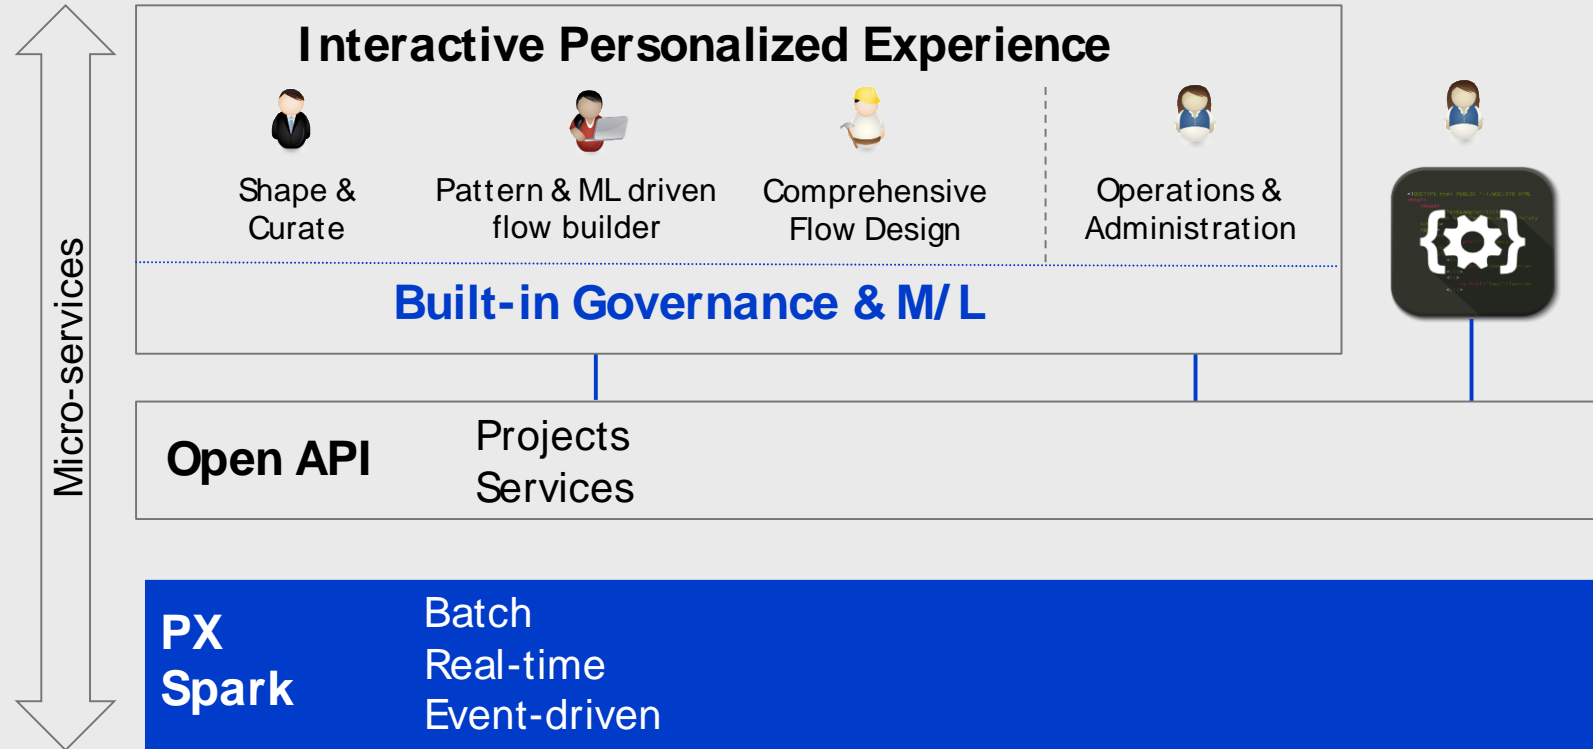 Interactive Personalized Experience
Shape &
Curate
Pattern & ML driven
flow builder
Comprehensive
Flow Design
Operations &
Administration
Built-in Governance & M/L
Micro-services
Open API
Projects
Services
PX
Spark
Batch
Real-time
Event-driven